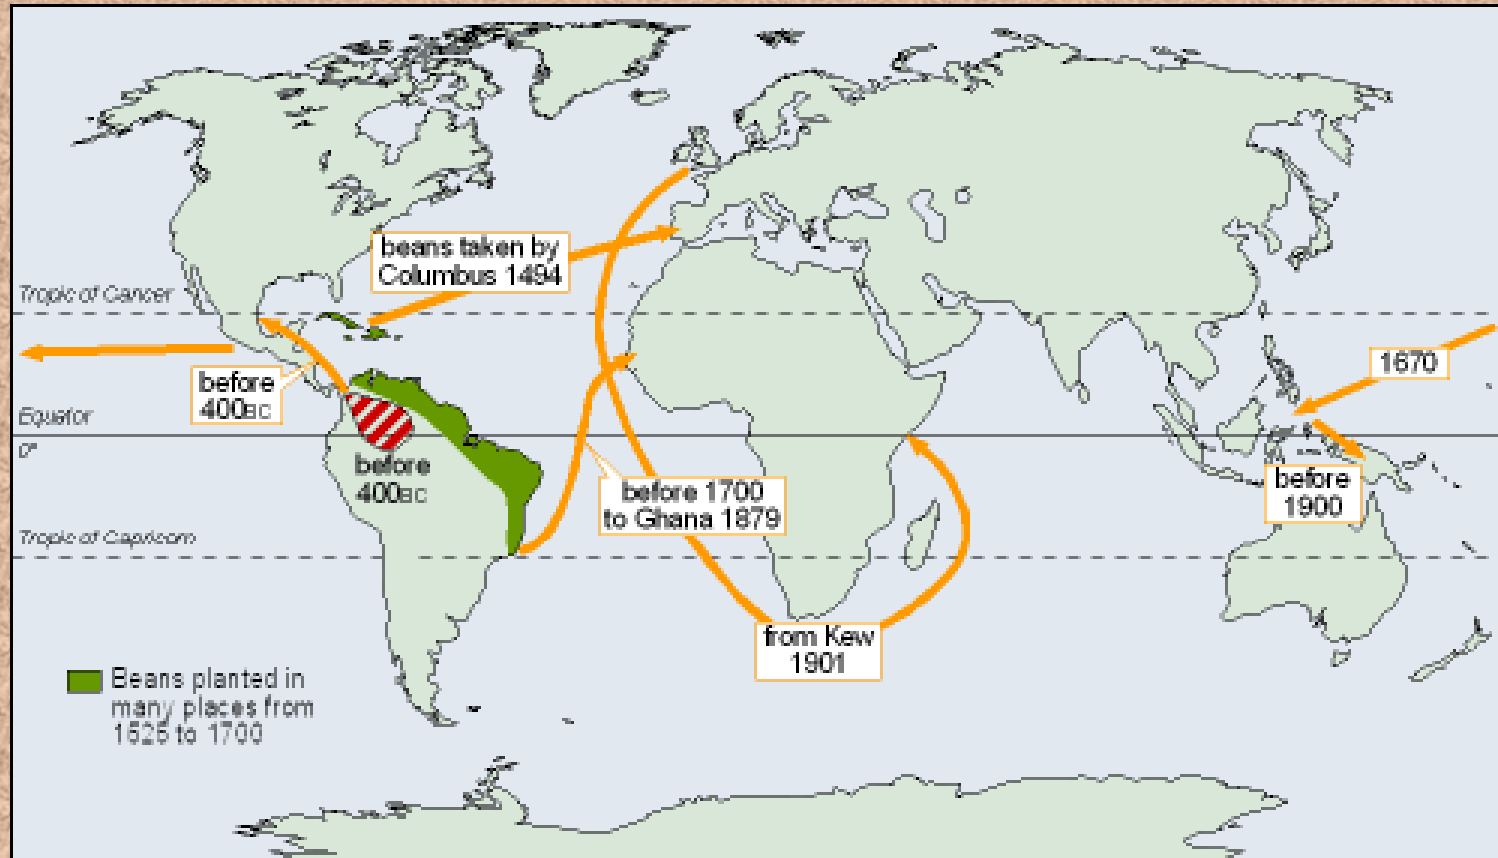 beans taken by
Columbus 1494
Tropic of Cancer
1670
before
400BC
Equator
0°
before
400BC
before 1700
to Ghana 1879
before
1900
Tropic of Capricorn
from Kew
1901
Beans planted in
many places from
1525 to 1700